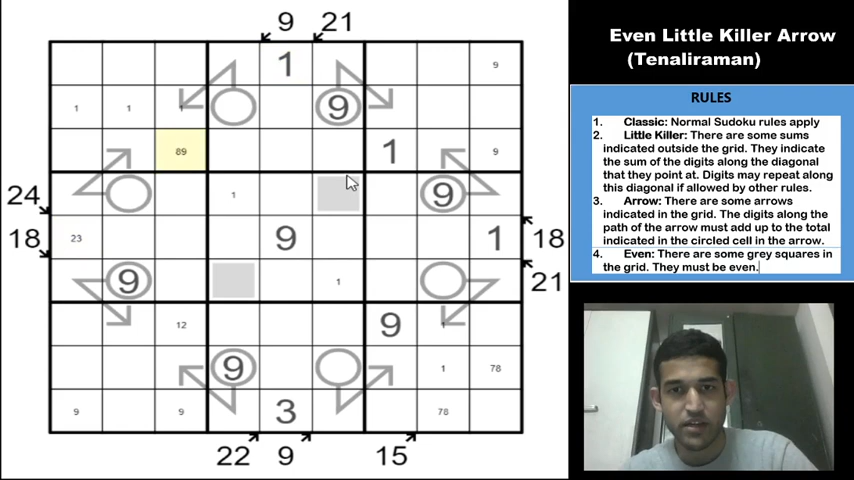 9 21
Even Little Killer Arrow
(Tenaliraman)
RULES
1. Classic: Normal Sudoku rules apply
2. Little Killer: There are some sums
indicated outside the grid. They indicate
the sum of the digits along the diagonal
that they point at. Digits may repeat along
this diagonal if allowed by other rules.
3. Arrow: There are some arrows
indicated in the grid. The digits along the
path of the arrow must add up to the total
indicated in the circled cell in the arrow.
4. Even: There are some grey squares in
the grid. They must be even.
1 9
1 1 1 9
89 1 9
24 1 9
18 23 9 1 18
9 1 21
12 9 1
9 1 78
9 9 3 78
22 9 15